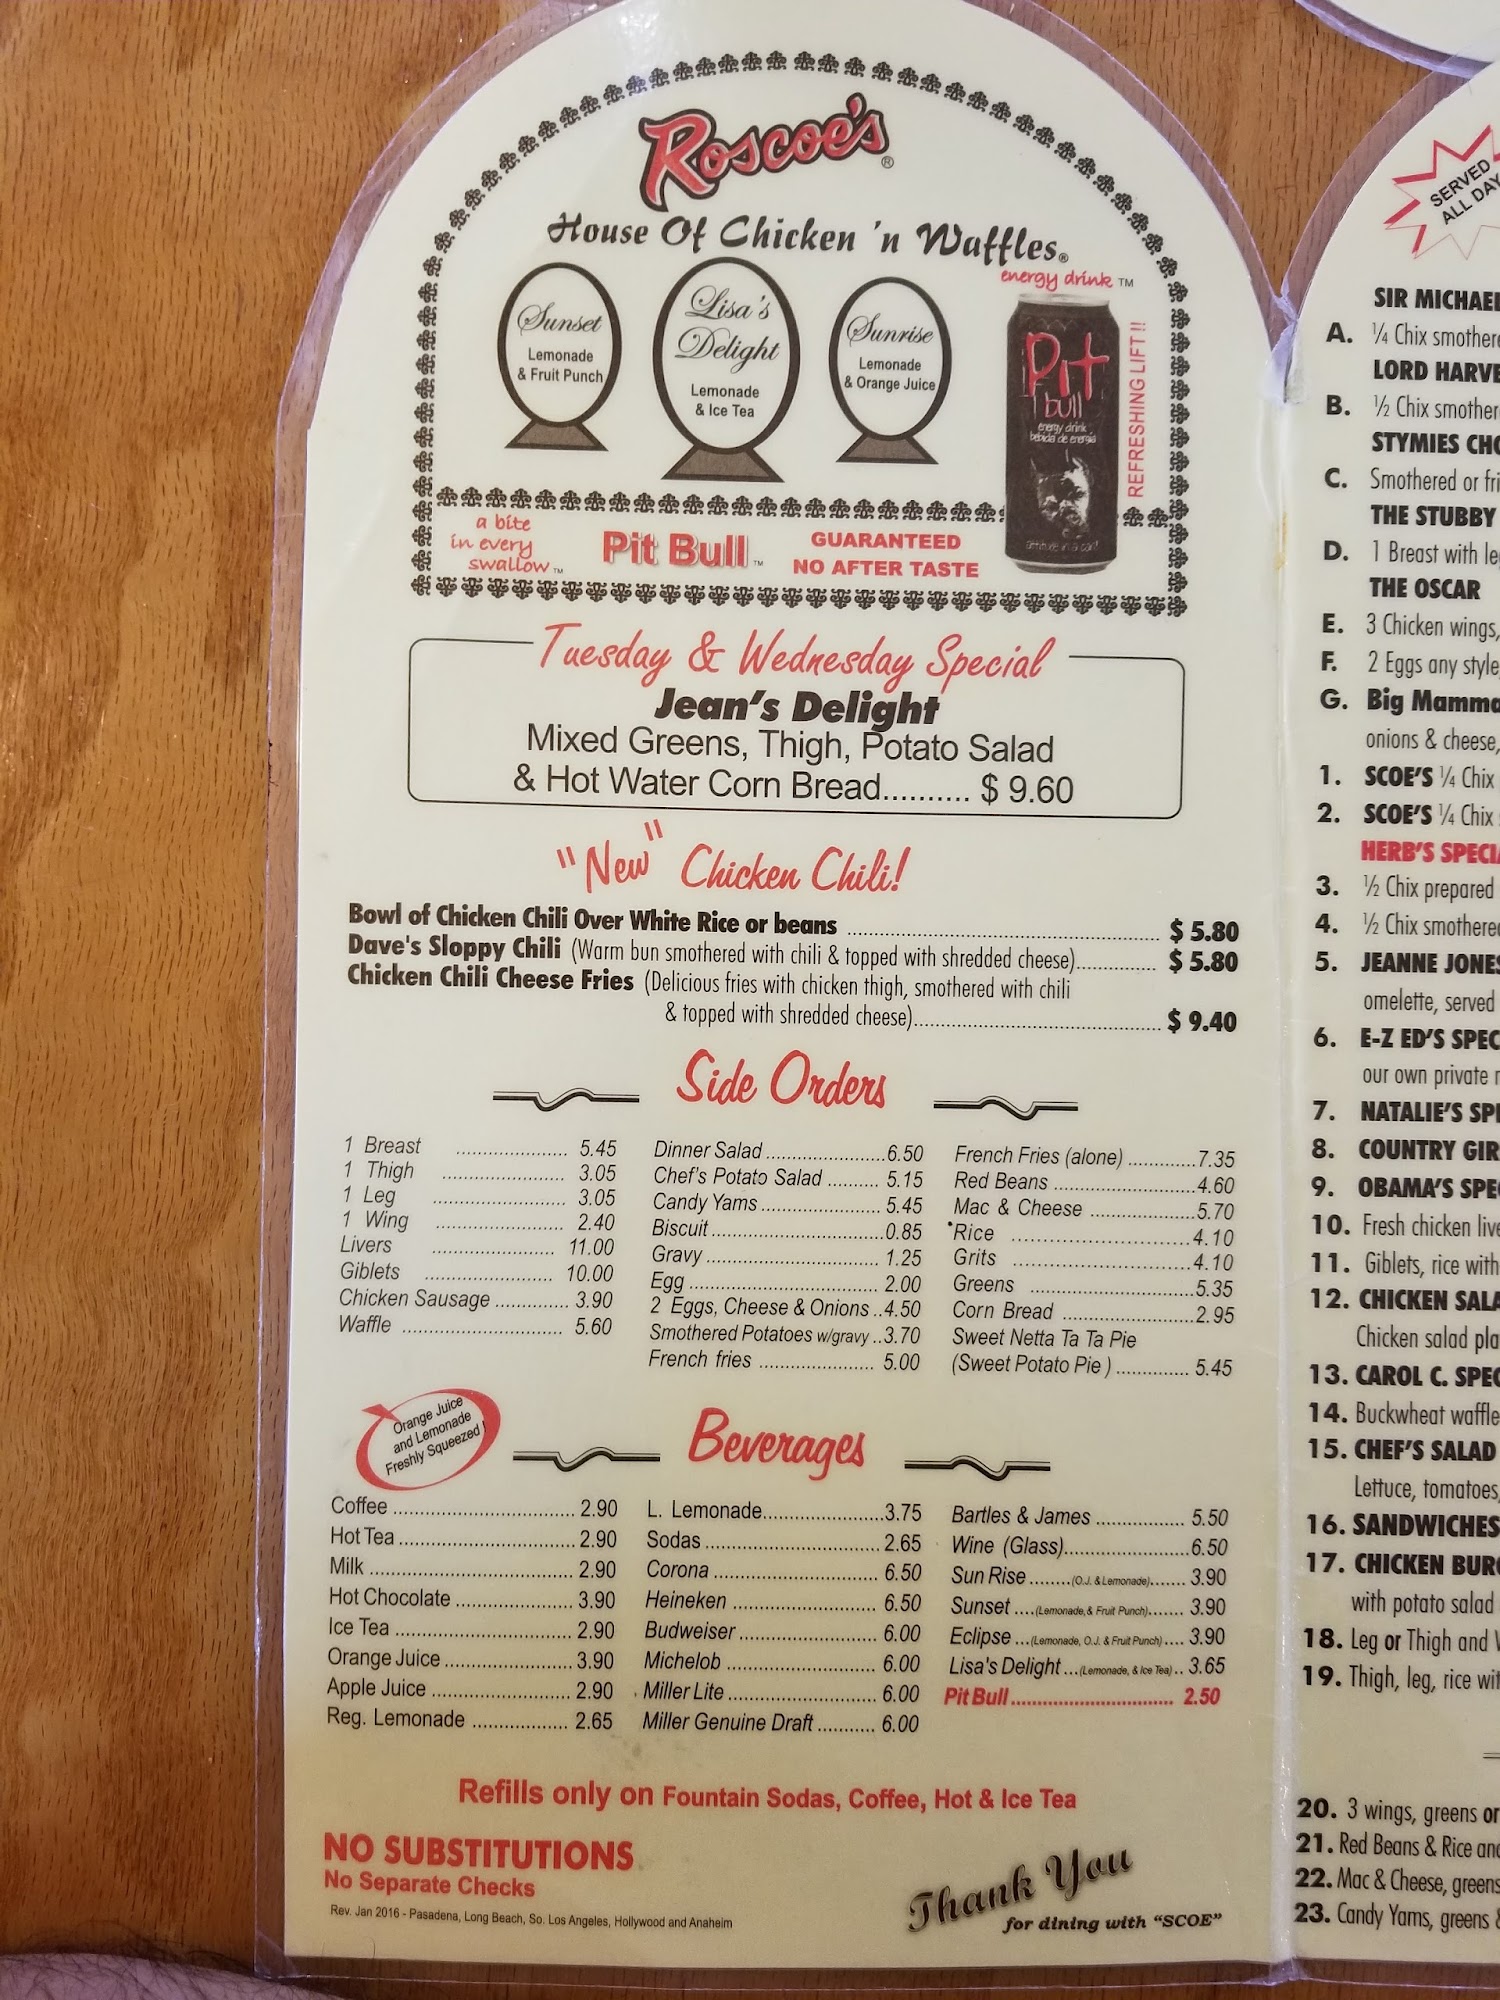 Roscoe's ®
House Of Chicken 'n Waffles®
energy drink ™
Sunset
Lemonade
& Fruit Punch
Lisa's
Delight
Lemonade
& Ice Tea
Sunrise
Lemonade
& Orange Juice
Pit
bull
energy drink
bebida de energia
attitude in a can!
REFRESHING LIFT!!
a bite
in every
swallow™
Pit Bull™
GUARANTEED
NO AFTER TASTE
Tuesday & Wednesday Special
Jean's Delight
Mixed Greens, Thigh, Potato Salad
& Hot Water Corn Bread.......... $ 9.60
"New" Chicken Chili!
Bowl of Chicken Chili Over White Rice or beans ........ $ 5.80
Dave's Sloppy Chili (Warm bun smothered with chili & topped with shredded cheese)........ $ 5.80
Chicken Chili Cheese Fries (Delicious fries with chicken thigh, smothered with chili
& topped with shredded cheese)........ $ 9.40
Side Orders
1 Breast ........ 5.45
1 Thigh ........ 3.05
1 Leg ........ 3.05
1 Wing ........ 2.40
Livers ........ 11.00
Giblets ........ 10.00
Chicken Sausage ........ 3.90
Waffle ........ 5.60
Dinner Salad ........ 6.50
Chef's Potato Salad ........ 5.15
Candy Yams ........ 5.45
Biscuit ........ 0.85
Gravy ........ 1.25
Egg ........ 2.00
2 Eggs, Cheese & Onions ..4.50
Smothered Potatoes w/gravy ..3.70
French fries ........ 5.00
French Fries (alone) ........ 7.35
Red Beans ........ 4.60
Mac & Cheese ........ 5.70
Rice ........ 4.10
Grits ........ 4.10
Greens ........ 5.35
Corn Bread ........ 2.95
Sweet Netta Ta Ta Pie
(Sweet Potato Pie) ........ 5.45
Orange Juice
and Lemonade
Freshly Squeezed!
Beverages
Coffee ........ 2.90
Hot Tea ........ 2.90
Milk ........ 2.90
Hot Chocolate ........ 3.90
Ice Tea ........ 2.90
Orange Juice ........ 3.90
Apple Juice ........ 2.90
Reg. Lemonade ........ 2.65
L. Lemonade ........ 3.75
Sodas ........ 2.65
Corona ........ 6.50
Heineken ........ 6.50
Budweiser ........ 6.00
Michelob ........ 6.00
Miller Lite ........ 6.00
Miller Genuine Draft ........ 6.00
Bartles & James ........ 5.50
Wine (Glass) ........ 6.50
Sun Rise ........(O.J. & Lemonade)....... 3.90
Sunset ....(Lemonade, & Fruit Punch)....... 3.90
Eclipse ...(Lemonade, O.J. & Fruit Punch).... 3.90
Lisa's Delight ...(Lemonade, & Ice Tea).. 3.65
Pit Bull ........ 2.50
Refills only on Fountain Sodas, Coffee, Hot & Ice Tea
NO SUBSTITUTIONS
No Separate Checks
Rev. Jan 2016 - Pasadena, Long Beach, So. Los Angeles, Hollywood and Anaheim
Thank You
for dining with "SCOE"
SERVED
ALL DAY
SIR MICHAEL
A. ¼ Chix smothere
LORD HARVE
B. ½ Chix smother
STYMIES CHO
C. Smothered or fri
THE STUBBY
D. 1 Breast with le
THE OSCAR
E. 3 Chicken wings,
F. 2 Eggs any style,
G. Big Mamma
onions & cheese,
1. SCOE'S ¼ Chix
2. SCOE'S ¼ Chix
HERB'S SPECIA
3. ½ Chix prepared
4. ½ Chix smothered
5. JEANNE JONES
omelette, served
6. E-Z ED'S SPEC
our own private
7. NATALIE'S SPE
8. COUNTRY GIR
9. OBAMA'S SPE
10. Fresh chicken live
11. Giblets, rice with
12. CHICKEN SALA
Chicken salad pla
13. CAROL C. SPEC
14. Buckwheat waffle
15. CHEF'S SALAD
Lettuce, tomatoes,
16. SANDWICHES
17. CHICKEN BURG
with potato salad
18. Leg or Thigh and
19. Thigh, leg, rice wit
20. 3 wings, greens or
21. Red Beans & Rice and
22. Mac & Cheese, greens
23. Candy Yams, greens &